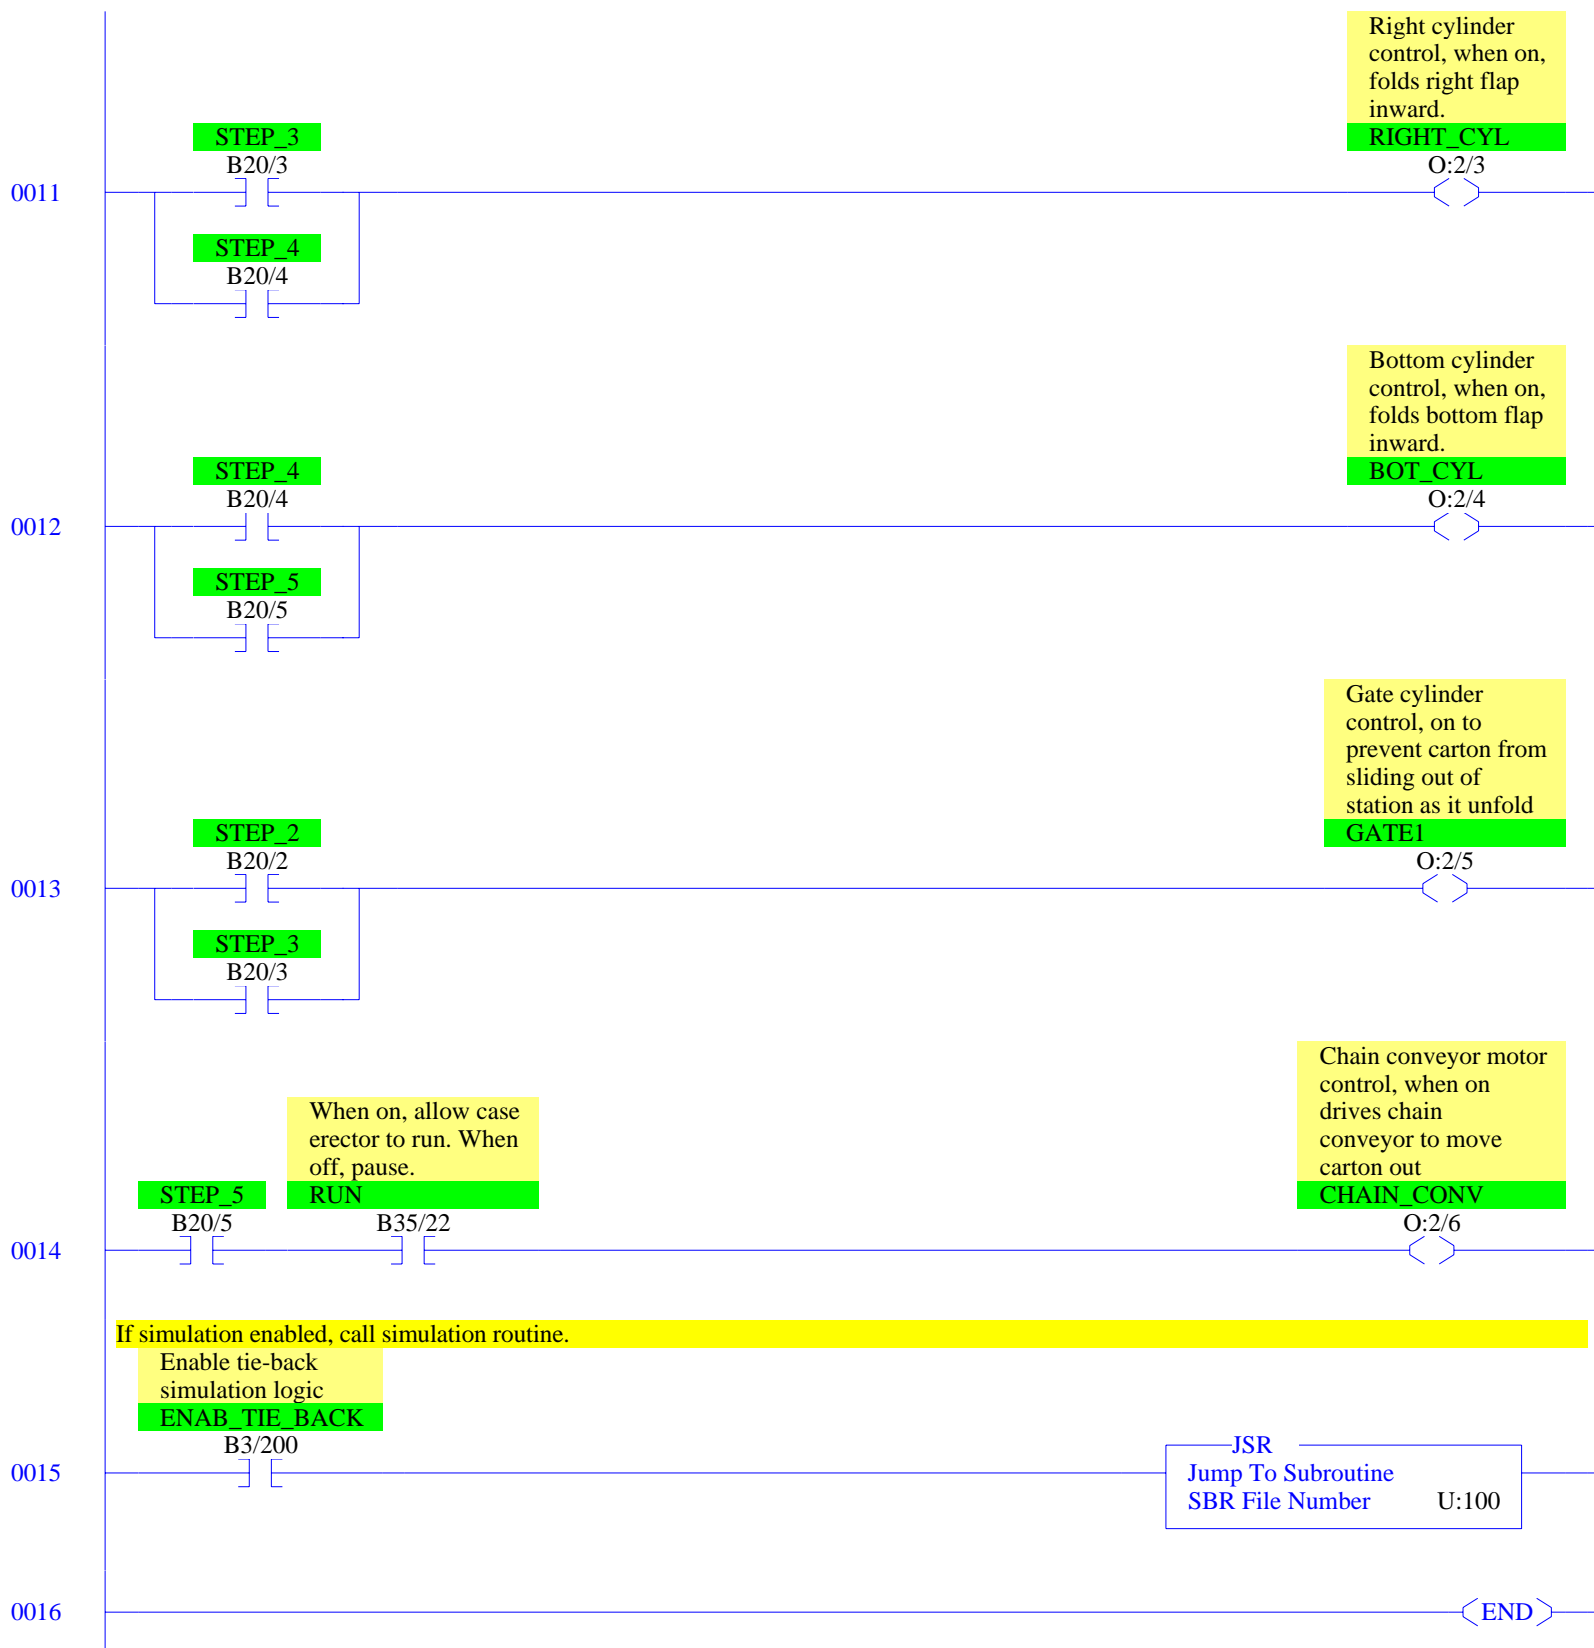 Right cylinder
control, when on,
folds right flap
inward.
STEP_3
RIGHT_CYL
B20/3
O:2/3
0011
STEP_4
B20/4
Bottom cylinder
control, when on,
folds bottom flap
inward.
STEP_4
BOT_CYL
B20/4
O:2/4
0012
STEP_5
B20/5
Gate cylinder
control, on to
prevent carton from
sliding out of
station as it unfold
STEP_2
GATE1
B20/2
O:2/5
0013
STEP_3
B20/3
Chain conveyor motor
control, when on
drives chain
conveyor to move
carton out
When on, allow case
erector to run. When
off, pause.
STEP_5
RUN
CHAIN_CONV
B20/5
B35/22
O:2/6
0014
If simulation enabled, call simulation routine.
Enable tie-back
simulation logic
ENAB_TIE_BACK
B3/200
JSR
0015
Jump To Subroutine
SBR File Number U:100
0016
END